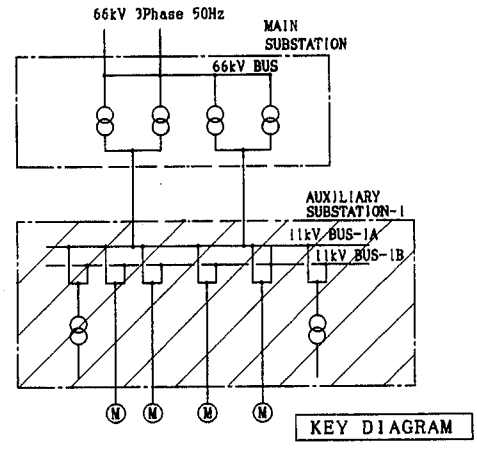 66kV 3Phase 50Hz
MAIN
SUBSTATION
66kV BUS
AUXILIARY
SUBSTATION-1
11kV BUS-1A
11kV BUS-1B
M M M M
KEY DIAGRAM